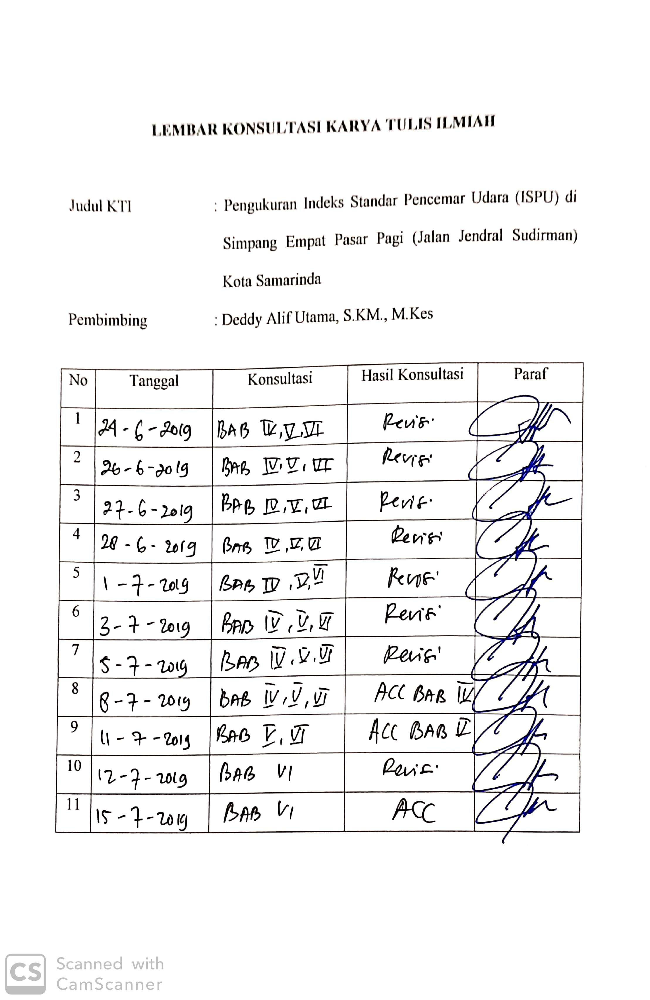 LEMBAR KONSULTASI KARYA TULIS ILMIAH
Judul KTI : Pengukuran Indeks Standar Pencemar Udara (ISPU) di
Simpang Empat Pasar Pagi (Jalan Jendral Sudirman)
Kota Samarinda
Pembimbing : Deddy Alif Utama, S.KM., M.Kes
No Tanggal Konsultasi Hasil Konsultasi Paraf
1 24-6-2019 BAB IV,V,VI Revisi
2 26-6-2019 BAB IV,V,VI Revisi
3 27-6-2019 BAB IV,V,VI Revisi
4 28-6-2019 BAB IV,V,VI Revisi
5 1-7-2019 BAB IV,V,VI Revisi
6 3-7-2019 BAB IV,V,VI Revisi
7 5-7-2019 BAB IV,V,VI Revisi
8 8-7-2019 BAB IV,V,VI ACC BAB IV
9 11-7-2019 BAB V,VI ACC BAB V
10 12-7-2019 BAB VI Revisi
11 15-7-2019 BAB VI ACC
CS Scanned with
CamScanner